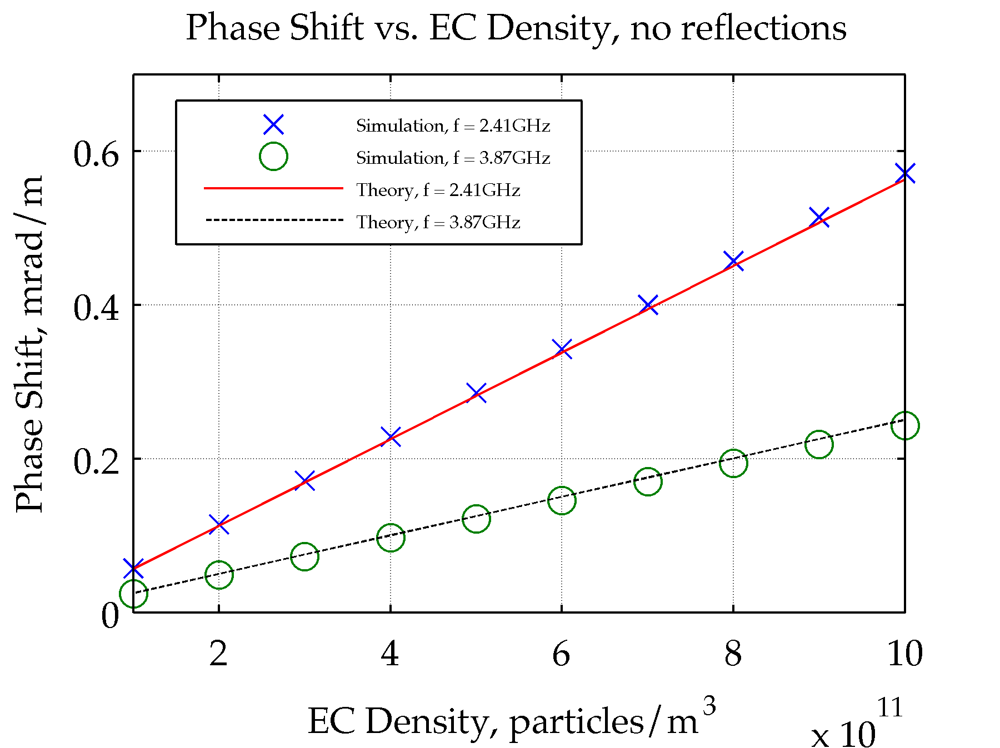 Phase Shift vs. EC Density, no reflections
Simulation, f = 2.41GHz
Simulation, f = 3.87GHz
Theory, f = 2.41GHz
Theory, f = 3.87GHz
Phase Shift, mrad/m
0.6
0.4
0.2
0
2 4 6 8 10
EC Density, particles/m³
x 10¹¹